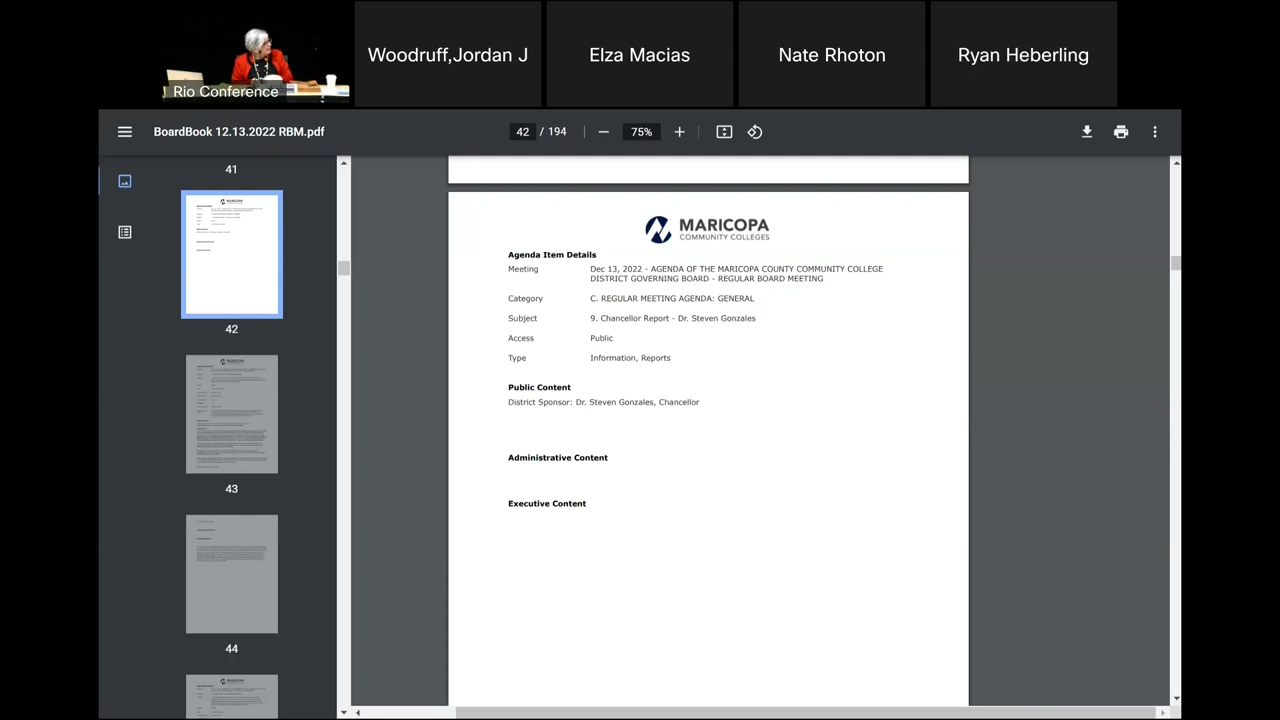 Rio Conference
Woodruff,Jordan J
Elza Macias
Nate Rhoton
Ryan Heberling
BoardBook 12.13.2022 RBM.pdf
42 / 194
75%
41
42
43
44
MARICOPA
MARICOPA
MARICOPA
MARICOPA
COMMUNITY COLLEGES
Agenda Item Details
Meeting Dec 13, 2022 - AGENDA OF THE MARICOPA COUNTY COMMUNITY COLLEGE
DISTRICT GOVERNING BOARD - REGULAR BOARD MEETING
Category C. REGULAR MEETING AGENDA: GENERAL
Subject 9. Chancellor Report - Dr. Steven Gonzales
Access Public
Type Information, Reports
Public Content
District Sponsor: Dr. Steven Gonzales, Chancellor
Administrative Content
Executive Content